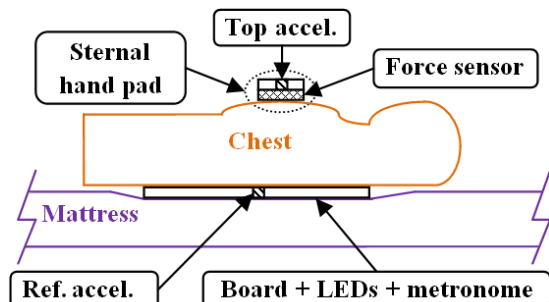 Top accel.
Sternal
hand pad
Force sensor
Chest
Mattress
Ref. accel.
Board + LEDs + metronome